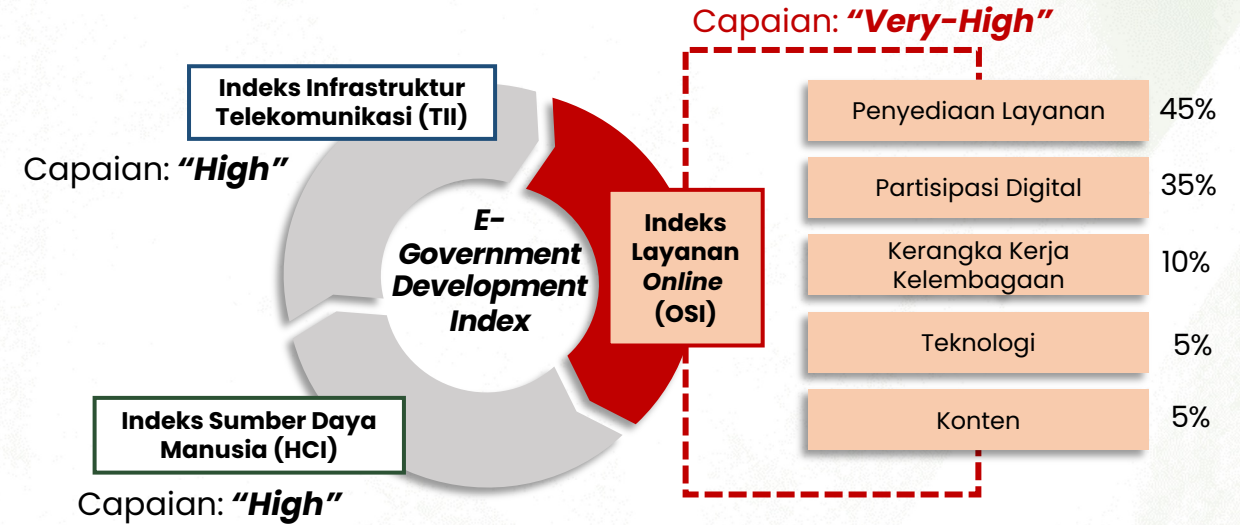 Capaian: “Very-High”
Indeks Infrastruktur
Telekomunikasi (TII)
Capaian: “High”
E-
Government
Development
Index
Indeks
Layanan
Online
(OSI)
Penyediaan Layanan 45%
Partisipasi Digital 35%
Kerangka Kerja
Kelembagaan 10%
Teknologi 5%
Konten 5%
Indeks Sumber Daya
Manusia (HCI)
Capaian: “High”